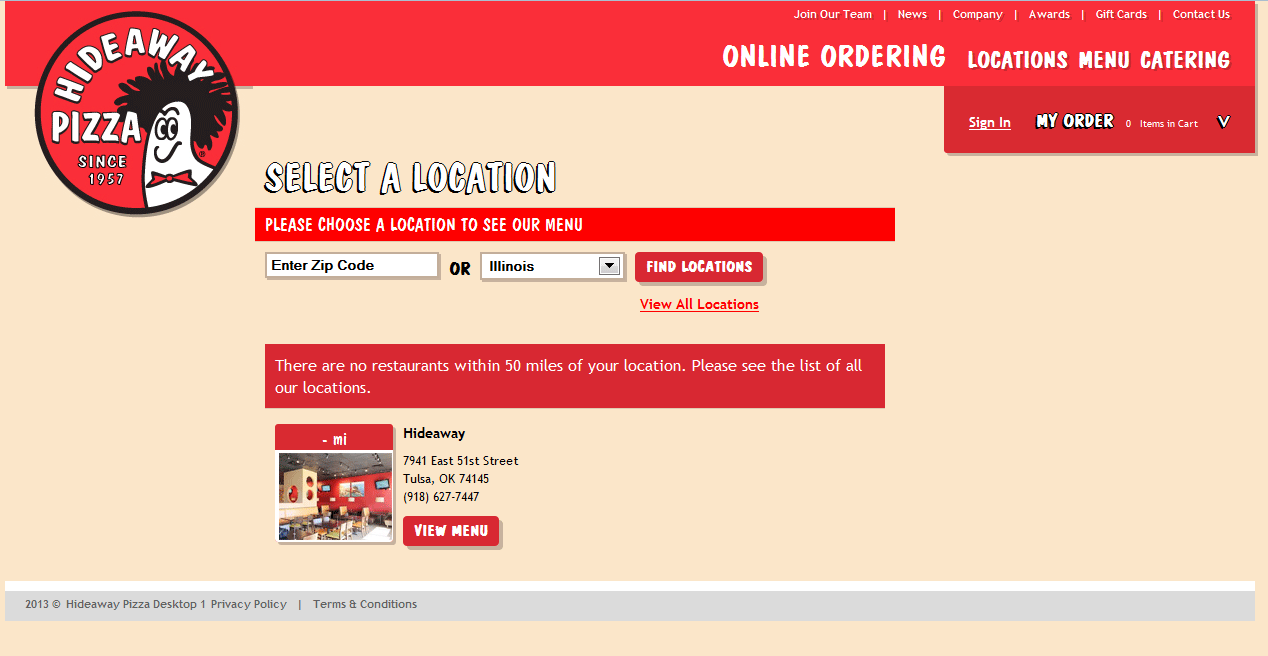 Join Our Team | News | Company | Awards | Gift Cards | Contact Us
ONLINE ORDERING LOCATIONS MENU CATERING
HIDEAWAY
PIZZA
SINCE
1957
®
Sign In MY ORDER 0 Items in Cart V
SELECT A LOCATION
PLEASE CHOOSE A LOCATION TO SEE OUR MENU
Enter Zip Code OR Illinois FIND LOCATIONS
View All Locations
There are no restaurants within 50 miles of your location. Please see the list of all
our locations.
- mi
Hideaway
7941 East 51st Street
Tulsa, OK 74145
(918) 627-7447
VIEW MENU
2013 © Hideaway Pizza Desktop 1 Privacy Policy | Terms & Conditions